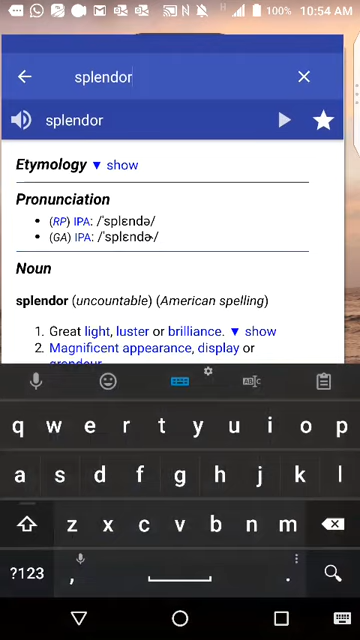 100% 10:54 AM
splendor
splendor
Etymology ▼ show
Pronunciation
• (RP) IPA: /ˈsplɛndə/
• (GA) IPA: /ˈsplɛndɚ/
Noun
splendor (uncountable) (American spelling)
1. Great light, luster or brilliance. ▼ show
2. Magnificent appearance, display or
grandeur
q w e r t y u i o p
a s d f g h j k l
z x c v b n m
?123 , .